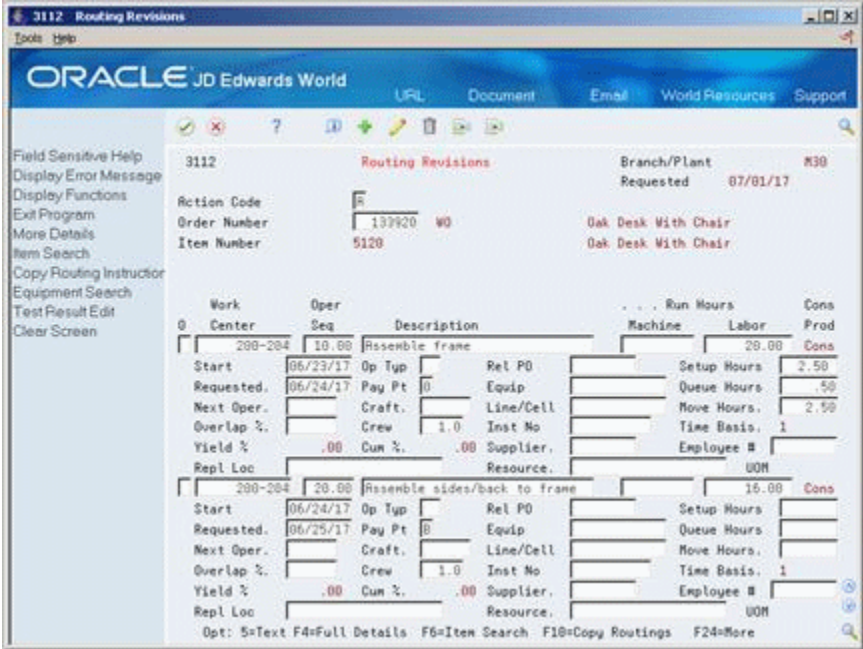 3112 Routing Revisions
Tools Help
ORACLE JD Edwards World
URL Document Email World Resources Support
Field Sensitive Help
Display Error Message
Display Functions
Exit Program
More Details
Item Search
Copy Routing Instruction
Equipment Search
Test Result Edit
Clear Screen
3112 Routing Revisions Branch/Plant M30
Requested 07/01/17
Action Code
Order Number 133920 WO Oak Desk With Chair
Item Number 5120 Oak Desk With Chair
Work Oper . . . Run Hours Cons
O Center Seq Description Machine Labor Prod
200-204 10.00 Assemble frame 20.00 Cons
Start 06/23/17 Op Typ Rel PO Setup Hours 2.50
Requested. 06/24/17 Pay Pt 0 Equip Queue Hours .50
Next Oper. Craft. Line/Cell Move Hours. 2.50
Overlap %. Crew 1.0 Inst No Time Basis. 1
Yield % .00 Cum %. .00 Supplier. Employee #
Repl Loc Resource. UOM
200-204 20.00 Assemble sides/back to frame 16.00 Cons
Start 06/24/17 Op Typ Rel PO Setup Hours
Requested. 06/25/17 Pay Pt Equip Queue Hours
Next Oper. Craft. Line/Cell Move Hours.
Overlap %. Crew 1.0 Inst No Time Basis. 1
Yield % .00 Cum %. .00 Supplier. Employee #
Repl Loc Resource. UOM
Opt: 5=Text F4=Full Details F6=Item Search F18=Copy Routings F24=More